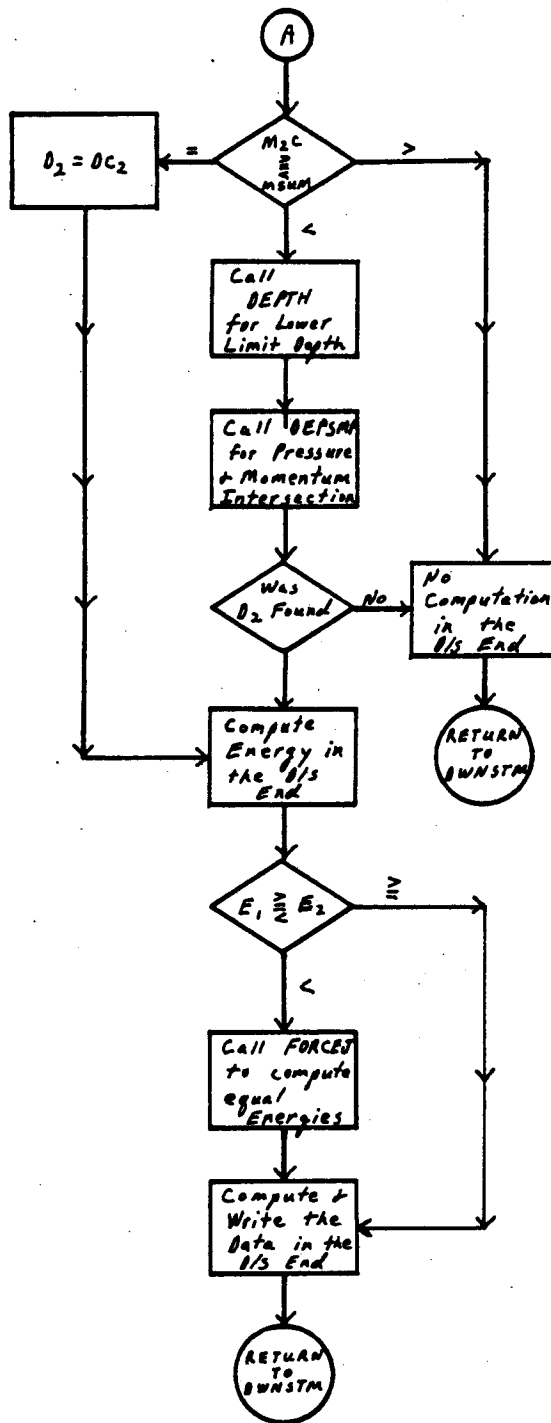 A
M2C
>=<
MSUM
=
>
<
D2 = DC2
Call
DEPTH
for Lower
Limit Depth
Call DEPSMP
for Pressure
& Momentum
Intersection
Was
D2 Found
No
No
Computation
in the
D/s End
RETURN
TO
DWNSTM
Compute
Energy in
the D/s
End
E1 >=< E2
>=
<
Call FORCEJ
to compute
equal
Energies
Compute &
Write the
Data in the
D/s End
RETURN
TO
DWNSTM